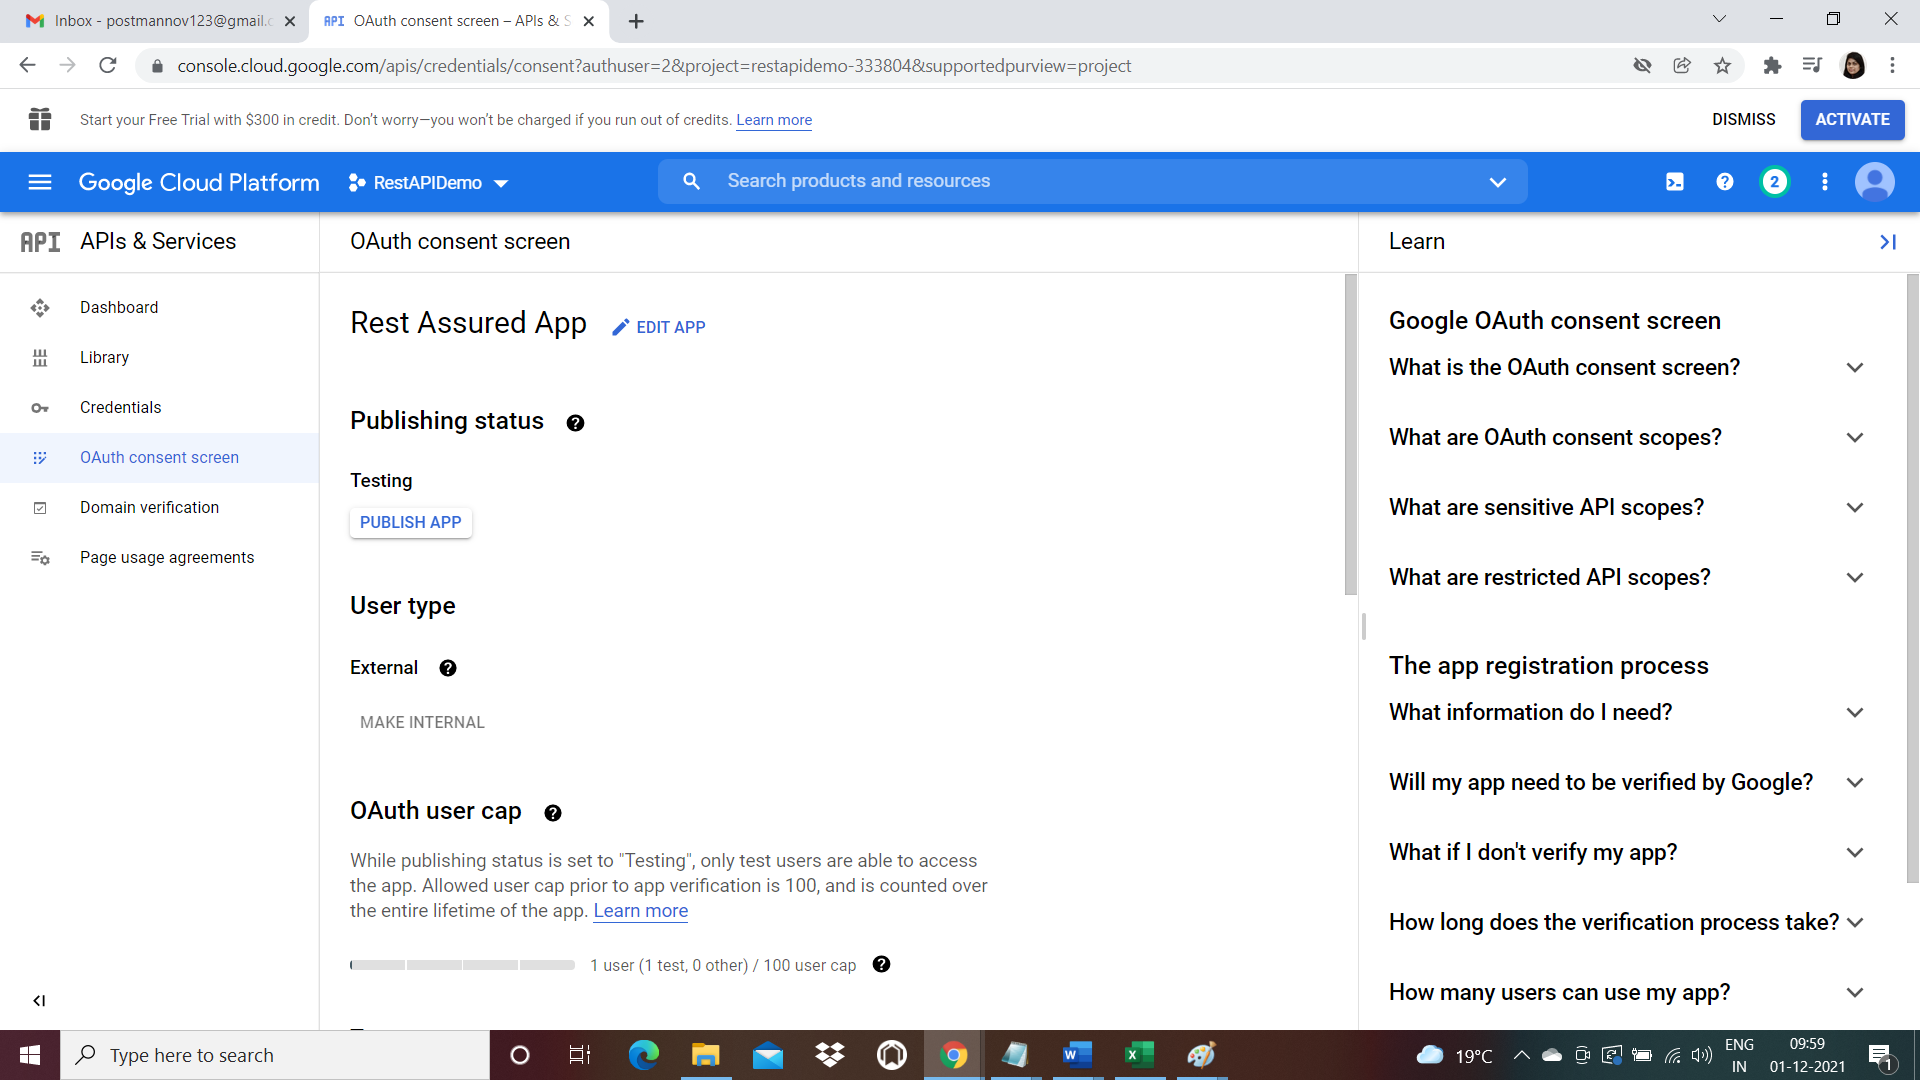 Inbox - postmannov123@gmail.c
API OAuth consent screen – APIs & S
console.cloud.google.com/apis/credentials/consent?authuser=2&project=restapidemo-333804&supportedpurview=project
Start your Free Trial with $300 in credit. Don't worry—you won't be charged if you run out of credits. Learn more
DISMISS
ACTIVATE
Google Cloud Platform
RestAPIDemo
Search products and resources
2
API APIs & Services
Dashboard
Library
Credentials
OAuth consent screen
Domain verification
Page usage agreements
OAuth consent screen
Rest Assured App
EDIT APP
Publishing status
Testing
PUBLISH APP
User type
External
MAKE INTERNAL
OAuth user cap
While publishing status is set to "Testing", only test users are able to access
the app. Allowed user cap prior to app verification is 100, and is counted over
the entire lifetime of the app. Learn more
1 user (1 test, 0 other) / 100 user cap
Learn
Google OAuth consent screen
What is the OAuth consent screen?
What are OAuth consent scopes?
What are sensitive API scopes?
What are restricted API scopes?
The app registration process
What information do I need?
Will my app need to be verified by Google?
What if I don't verify my app?
How long does the verification process take?
How many users can use my app?
Type here to search
19°C
ENG
IN
09:59
01-12-2021
1